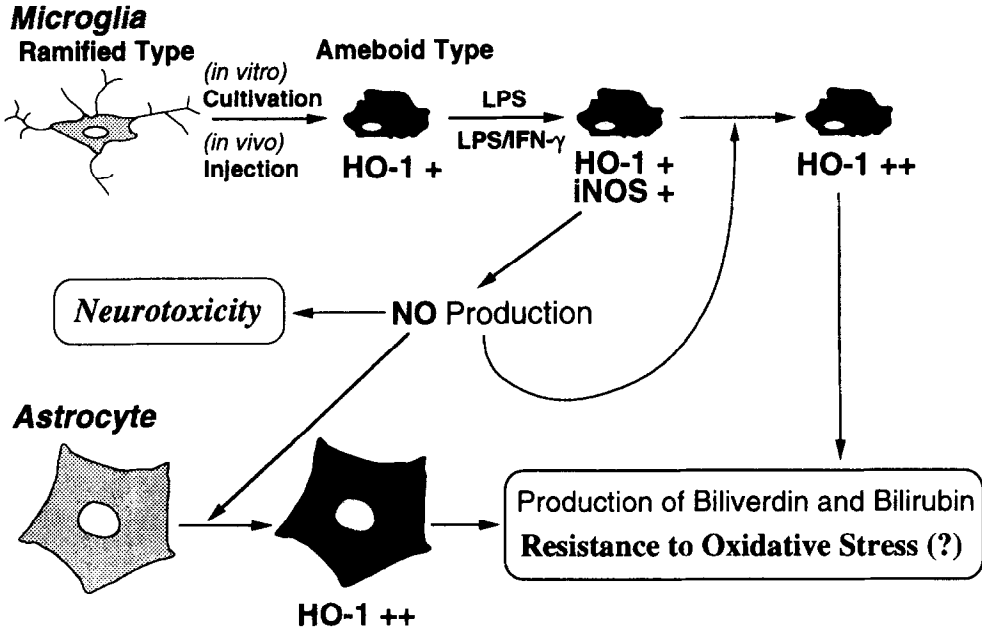 Microglia
Ramified Type
(in vitro)
Cultivation
(in vivo)
Injection
Ameboid Type
HO-1 +
LPS
LPS/IFN-γ
HO-1 +
iNOS +
HO-1 ++
Neurotoxicity
NO Production
Astrocyte
HO-1 ++
Production of Biliverdin and Bilirubin
Resistance to Oxidative Stress (?)